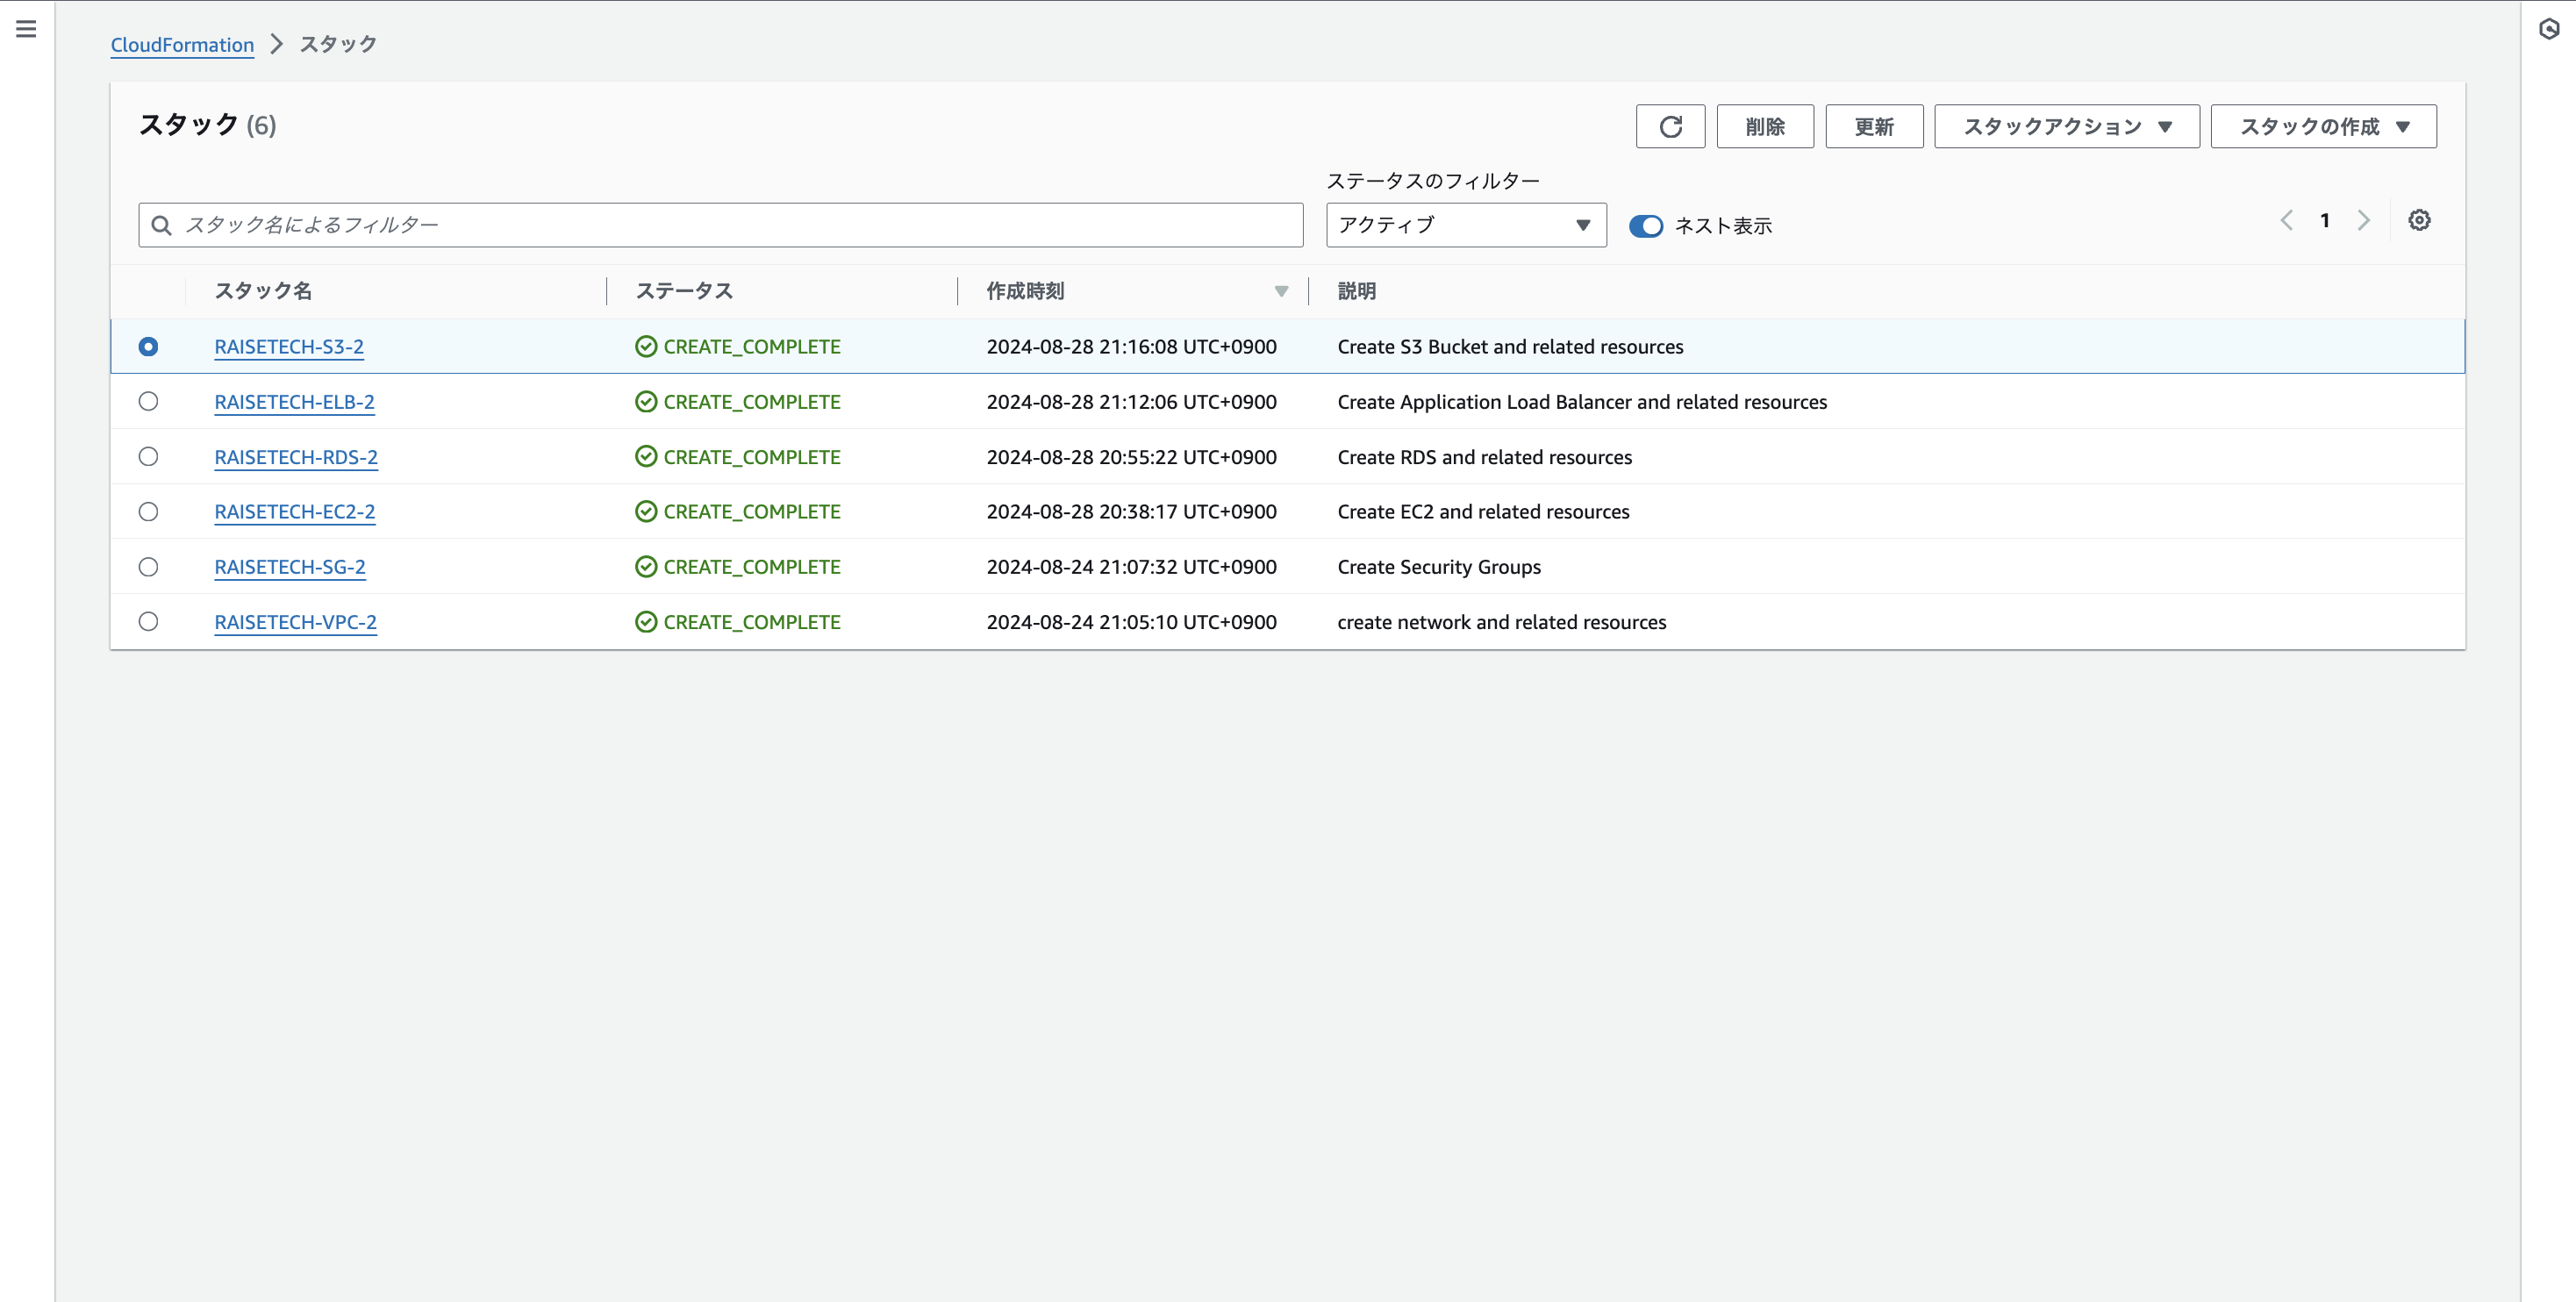 CloudFormation スタック
スタック (6)
削除 更新 スタックアクション スタックの作成
ステータスのフィルター
スタック名によるフィルター アクティブ ネスト表示 1
スタック名 ステータス 作成時刻 説明
RAISETECH-S3-2 CREATE_COMPLETE 2024-08-28 21:16:08 UTC+0900 Create S3 Bucket and related resources
RAISETECH-ELB-2 CREATE_COMPLETE 2024-08-28 21:12:06 UTC+0900 Create Application Load Balancer and related resources
RAISETECH-RDS-2 CREATE_COMPLETE 2024-08-28 20:55:22 UTC+0900 Create RDS and related resources
RAISETECH-EC2-2 CREATE_COMPLETE 2024-08-28 20:38:17 UTC+0900 Create EC2 and related resources
RAISETECH-SG-2 CREATE_COMPLETE 2024-08-24 21:07:32 UTC+0900 Create Security Groups
RAISETECH-VPC-2 CREATE_COMPLETE 2024-08-24 21:05:10 UTC+0900 create network and related resources